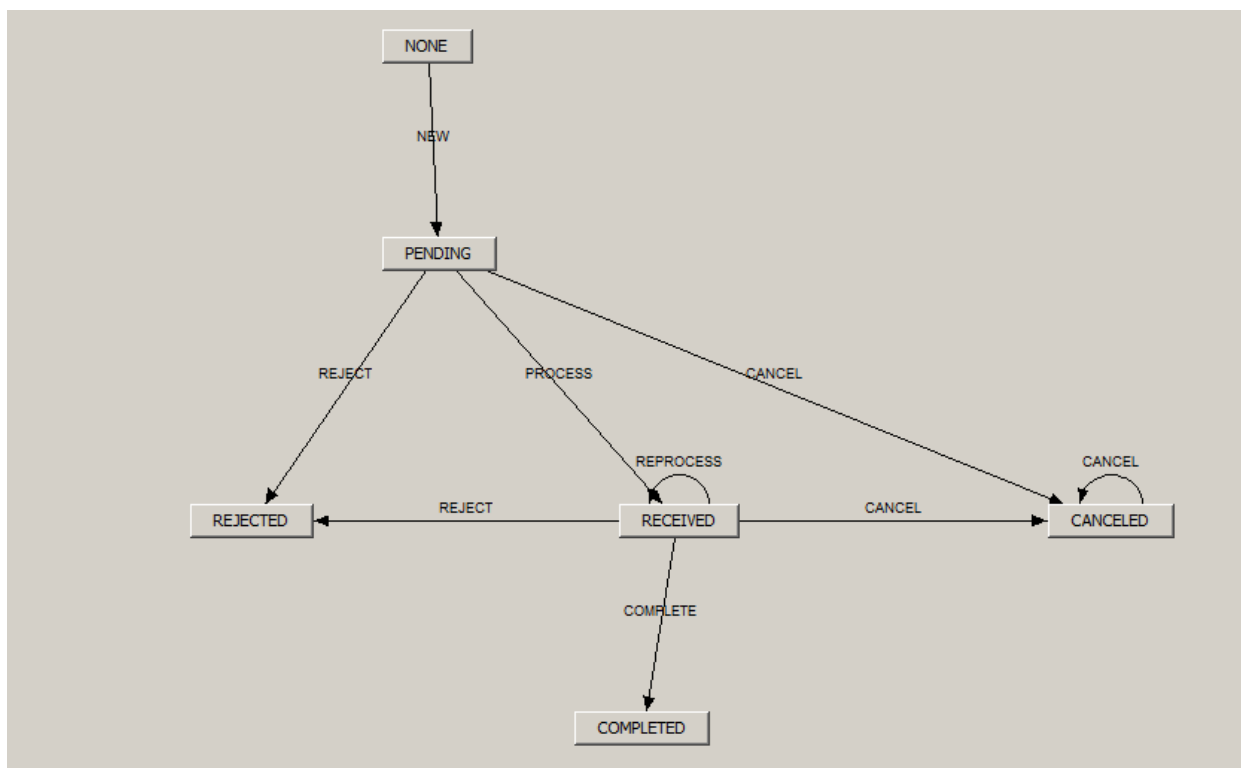 NONE
NEW
PENDING
REJECT
PROCESS
CANCEL
REPROCESS
CANCEL
REJECTED
REJECT
RECEIVED
CANCEL
CANCELED
COMPLETE
COMPLETED